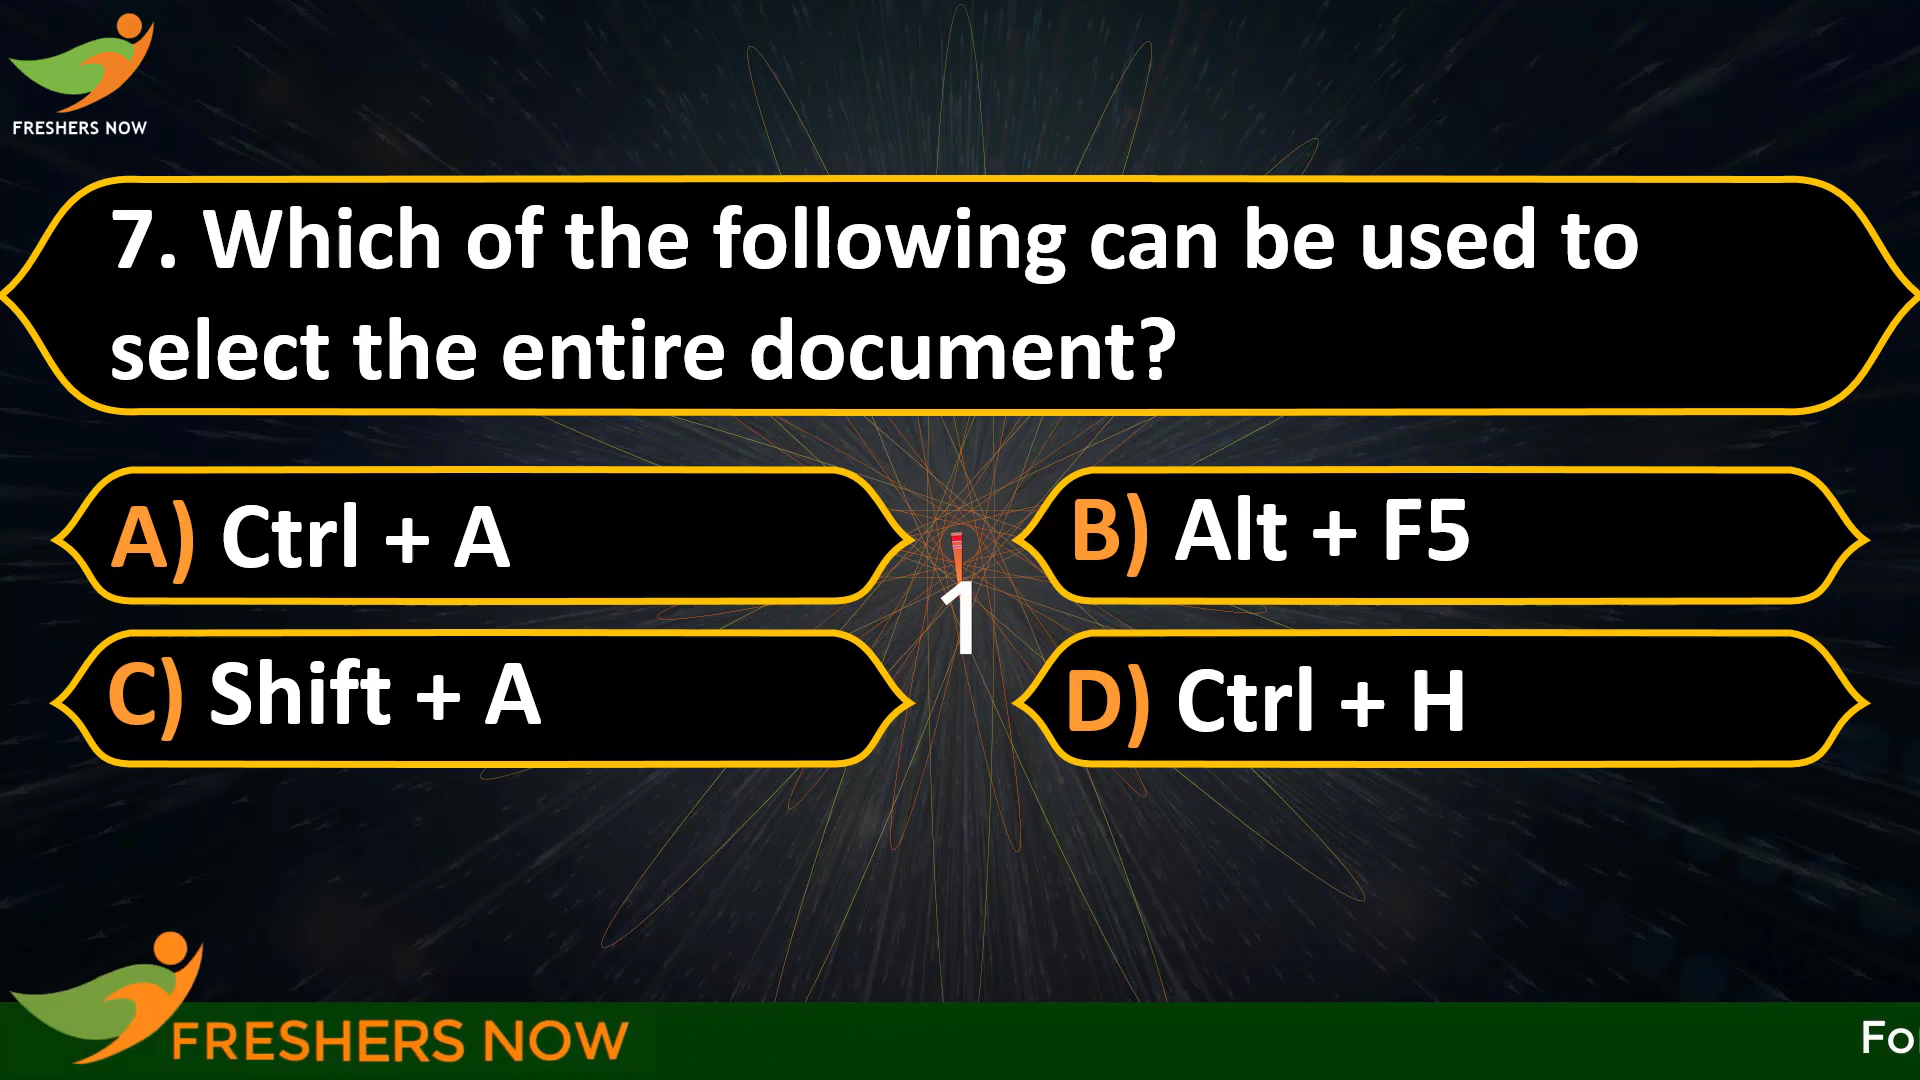 FRESHERS NOW
7. Which of the following can be used to
select the entire document?
A) Ctrl + A
B) Alt + F5
1
C) Shift + A
D) Ctrl + H
FRESHERS NOW